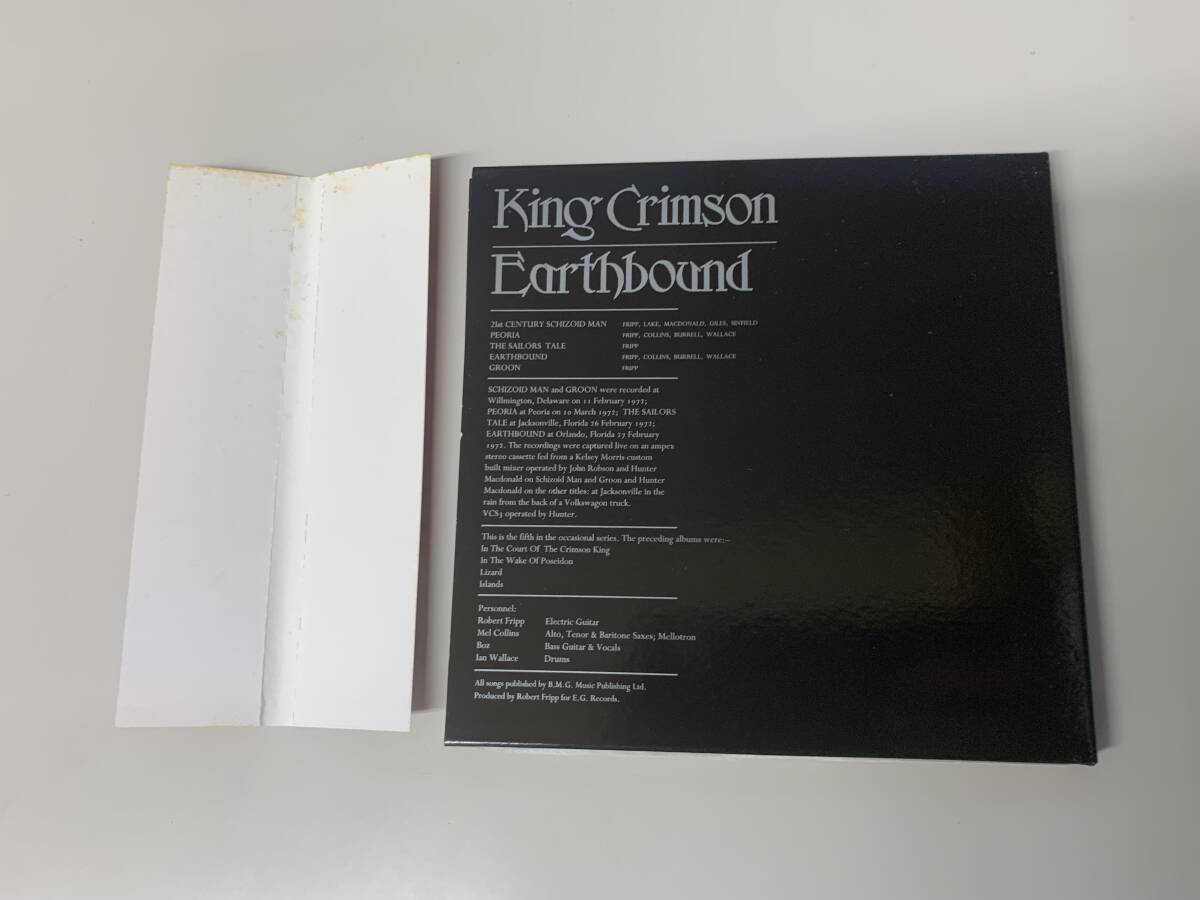 King Crimson
Earthbound
21st CENTURY SCHIZOID MAN FRIPP, LAKE, MACDONALD, GILES, SINFIELD
PEORIA FRIPP, COLLINS, BURRELL, WALLACE
THE SAILORS TALE FRIPP
EARTHBOUND FRIPP, COLLINS, BURRELL, WALLACE
GROON FRIPP
SCHIZOID MAN and GROON were recorded at
Willmington, Delaware on 11 February 1972;
PEORIA at Peoria on 10 March 1972; THE SAILORS
TALE at Jacksonville, Florida 26 February 1972;
EARTHBOUND at Orlando, Florida 27 February
1972. The recordings were captured live on an ampex
stereo cassette fed from a Kelsey Morris custom
built mixer operated by John Robson and Hunter
Macdonald on Schizoid Man and Groon and Hunter
Macdonald on the other titles: at Jacksonville in the
rain from the back of a Volkswagon truck.
VCS3 operated by Hunter.
This is the fifth in the occasional series. The preceding albums were:–
In The Court Of The Crimson King
In The Wake Of Poseidon
Lizard
Islands
Personnel:
Robert Fripp Electric Guitar
Mel Collins Alto, Tenor & Baritone Saxes; Mellotron
Boz Bass Guitar & Vocals
Ian Wallace Drums
All songs published by B.M.G. Music Publishing Ltd.
Produced by Robert Fripp for E.G. Records.